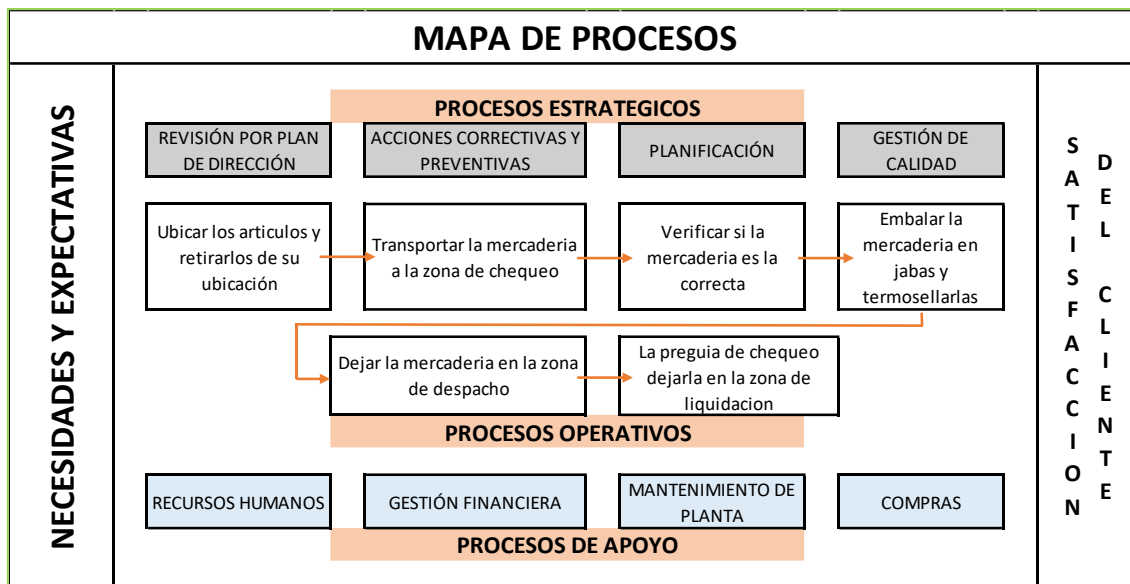 MAPA DE PROCESOS
NECESIDADES Y EXPECTATIVAS
PROCESOS ESTRATEGICOS
REVISIÓN POR PLAN
DE DIRECCIÓN
ACCIONES CORRECTIVAS Y
PREVENTIVAS
PLANIFICACIÓN
GESTIÓN DE
CALIDAD
Ubicar los articulos y
retirarlos de su
ubicación
Transportar la mercaderia
a la zona de chequeo
Verificar si la
mercaderia es la
correcta
Embalar la
mercaderia en
jabas y
termosellarlas
Dejar la mercaderia en la zona
de despacho
La preguia de chequeo
dejarla en la zona de
liquidacion
PROCESOS OPERATIVOS
RECURSOS HUMANOS
GESTIÓN FINANCIERA
MANTENIMIENTO DE
PLANTA
COMPRAS
PROCESOS DE APOYO
SATISFACCION
DEL CLIENTE